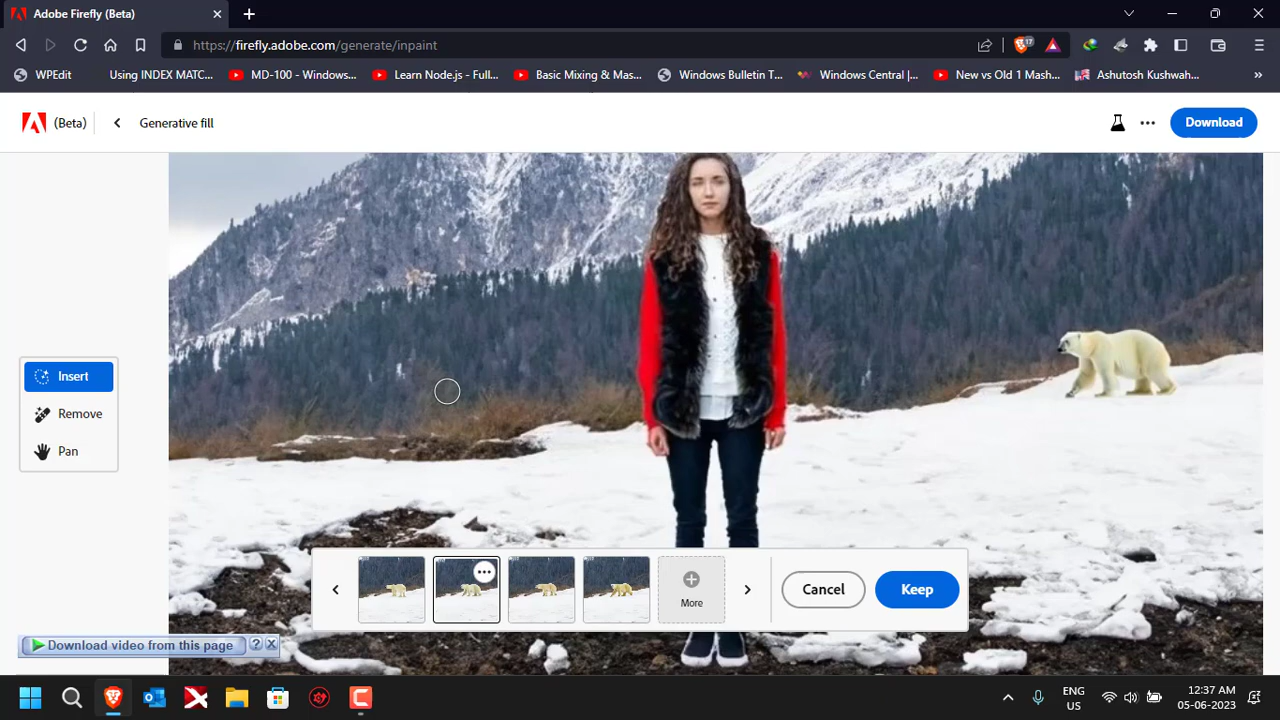 Adobe Firefly (Beta)
https://firefly.adobe.com/generate/inpaint
17
WPEdit
Using INDEX MATC...
MD-100 - Windows...
Learn Node.js - Full...
Basic Mixing & Mas...
Windows Bulletin T...
Windows Central |...
New vs Old 1 Mash...
Ashutosh Kushwah...
(Beta)
Generative fill
Download
Insert
Remove
Pan
More
Cancel
Keep
Download video from this page
ENG
US
12:37 AM
05-06-2023